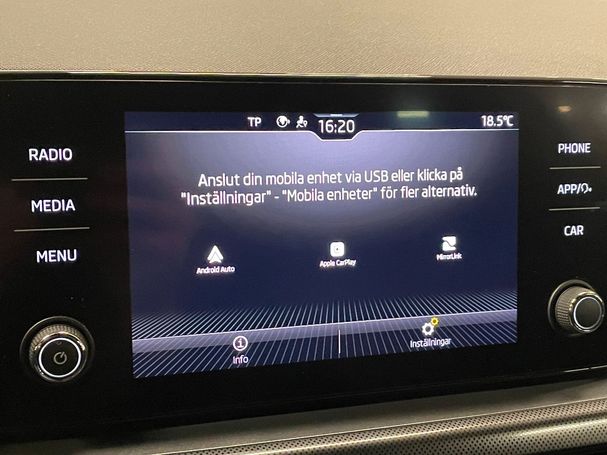 TP
16:20
18.5°C
RADIO
MEDIA
MENU
PHONE
APP/
CAR
Anslut din mobila enhet via USB eller klicka på
"Inställningar" - "Mobila enheter" för fler alternativ.
Android Auto
Apple CarPlay
MirrorLink
Info
Inställningar